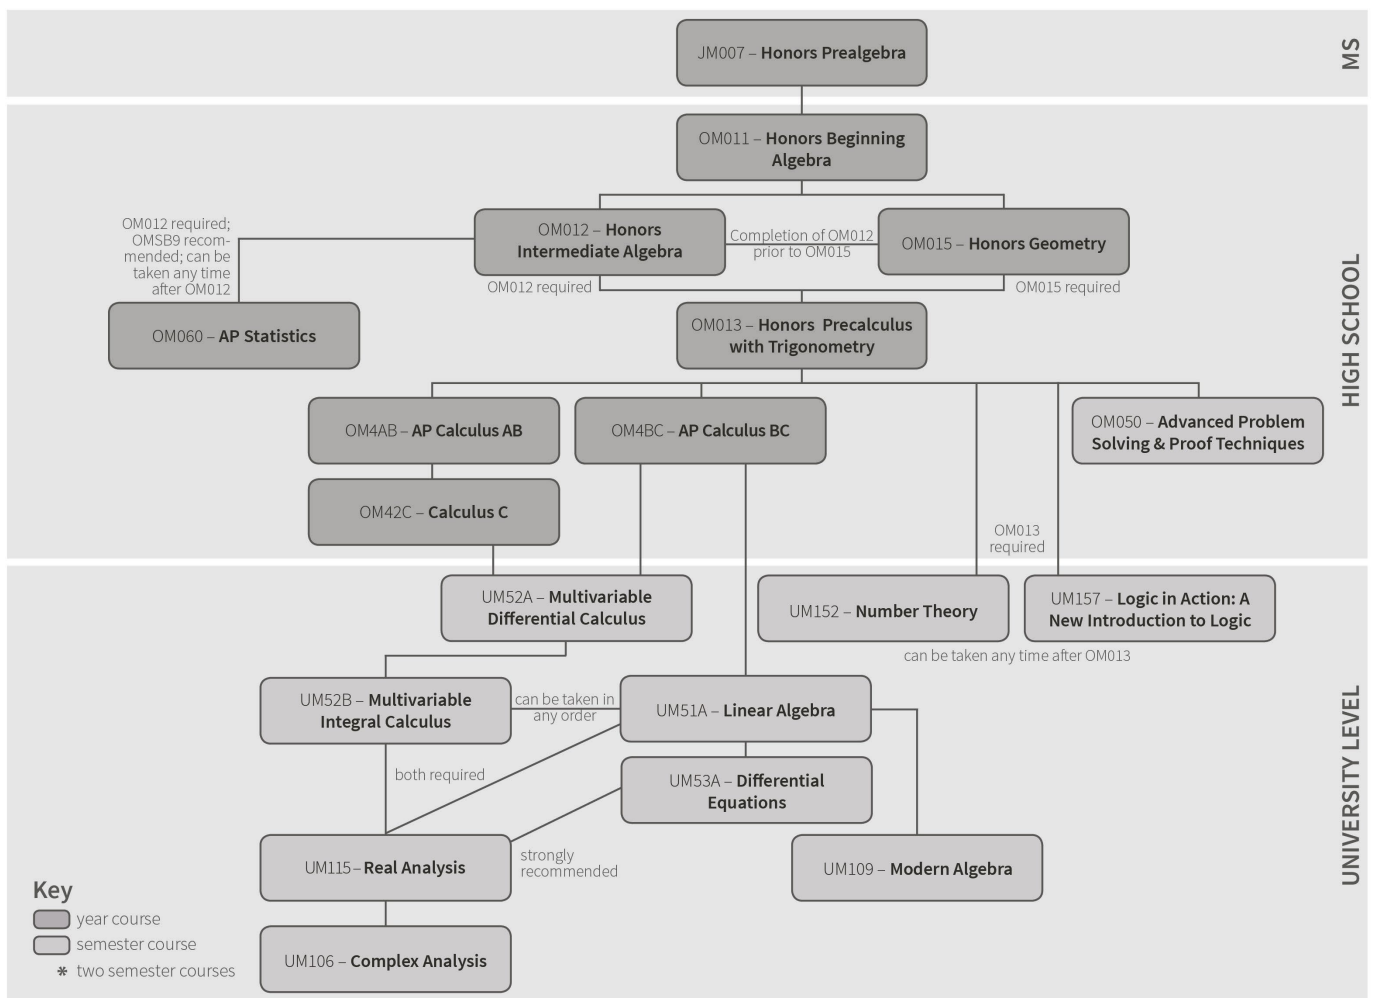 JM007 – Honors Prealgebra
MS
OM011 – Honors Beginning
Algebra
OM012 required;
OMSB9 recom-
mended; can be
taken any time
after OM012
OM012 – Honors
Intermediate Algebra
Completion of OM012
prior to OM015
OM015 – Honors Geometry
OM012 required
OM015 required
OM060 – AP Statistics
OM013 – Honors Precalculus
with Trigonometry
HIGH SCHOOL
OM4AB – AP Calculus AB
OM4BC – AP Calculus BC
OM050 – Advanced Problem
Solving & Proof Techniques
OM42C – Calculus C
OM013
required
UM52A – Multivariable
Differential Calculus
UM152 – Number Theory
UM157 – Logic in Action: A
New Introduction to Logic
can be taken any time after OM013
UM52B – Multivariable
Integral Calculus
can be taken in
any order
UM51A – Linear Algebra
both required
UM53A – Differential
Equations
UNIVERSITY LEVEL
UM115 – Real Analysis
strongly
recommended
UM109 – Modern Algebra
UM106 – Complex Analysis
Key
year course
semester course
* two semester courses